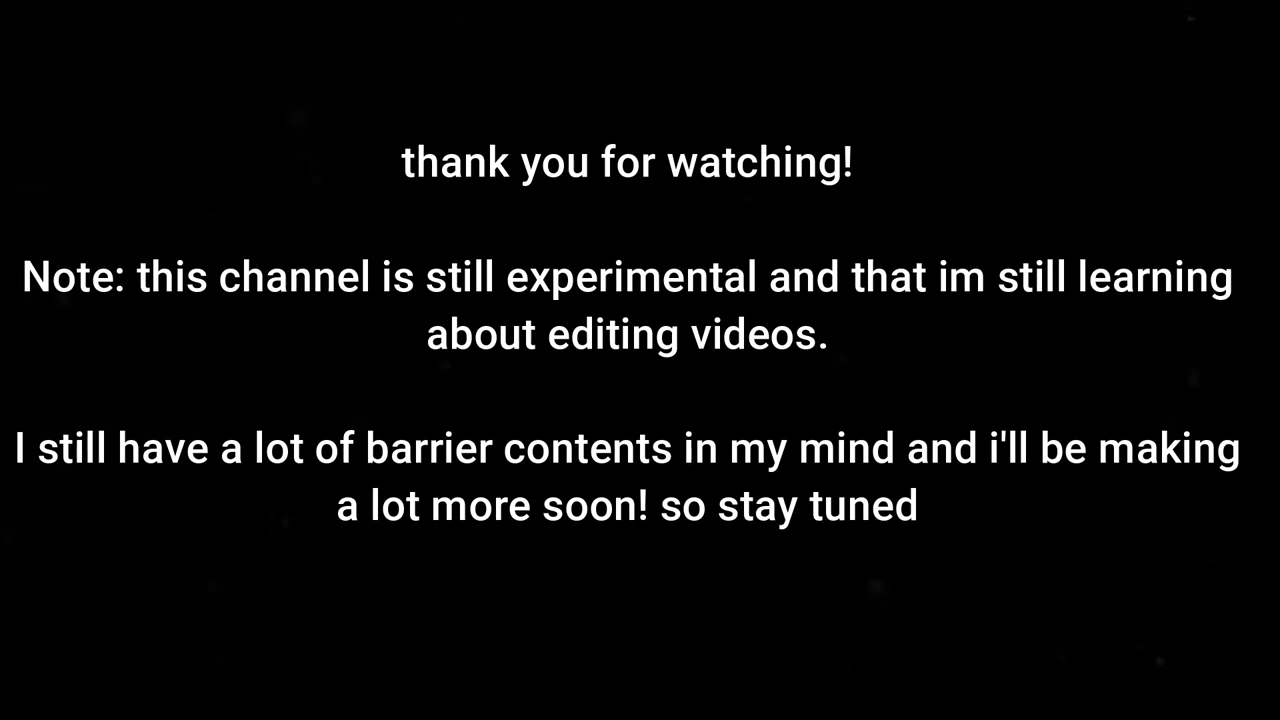 thank you for watching!
Note: this channel is still experimental and that im still learning
about editing videos.
I still have a lot of barrier contents in my mind and i'll be making
a lot more soon! so stay tuned